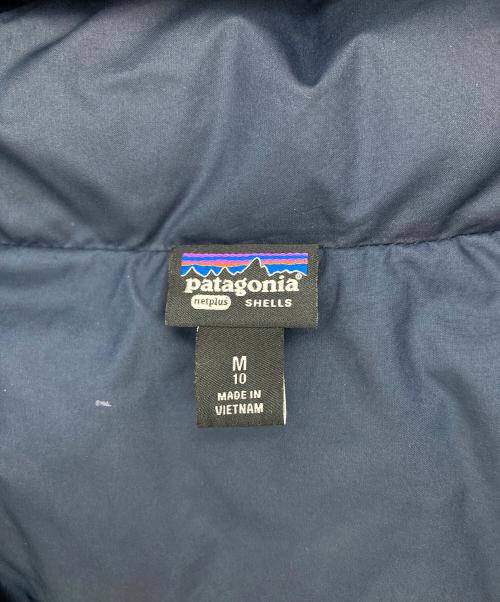 patagonia®
netplus SHELLS
M
10
MADE IN
VIETNAM